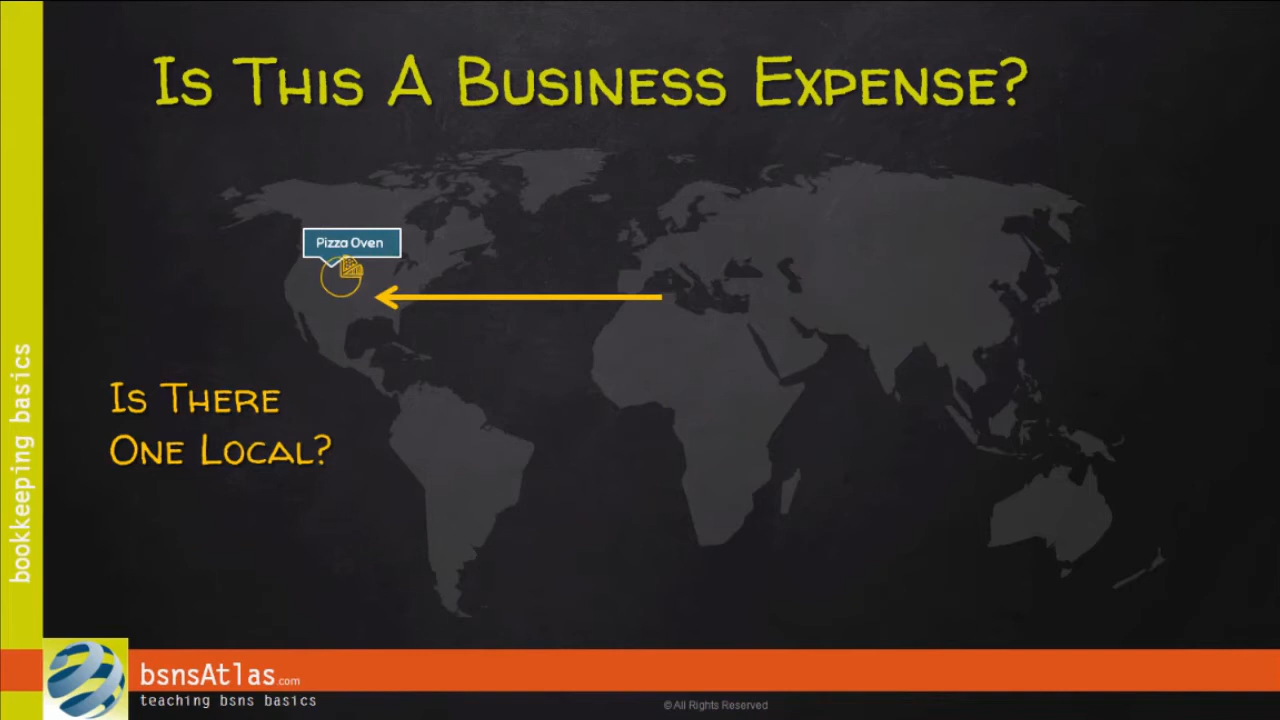 Is This A Business Expense?
Pizza Oven
Is There
One Local?
bookkeeping basics
bsnsAtlas.com
teaching bsns basics
© All Rights Reserved